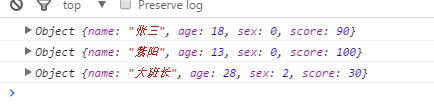 top Preserve log
Object {name: "张三", age: 18, sex: 0, score: 90}
Object {name: "紫阳", age: 13, sex: 0, score: 100}
Object {name: "大班长", age: 28, sex: 2, score: 30}